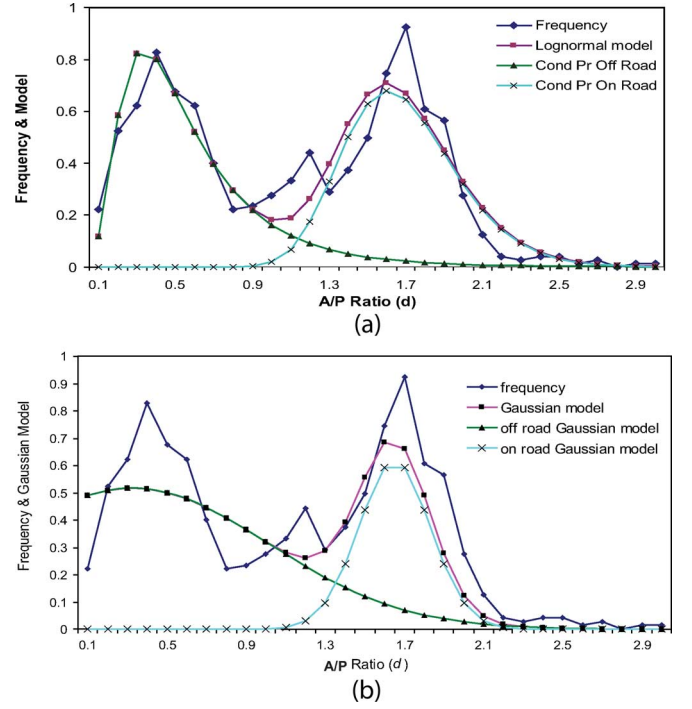 1
0.8
0.6
0.4
0.2
0
Frequency & Model
Frequency
Lognormal model
Cond Pr Off Road
Cond Pr On Road
0.1 0.5 0.9 1.3 1.7 2.1 2.5 2.9
A/P Ratio (d)
(a)
1
0.9
0.8
0.7
0.6
0.5
0.4
0.3
0.2
0.1
0
Frequency & Gaussian Model
frequency
Gaussian model
off road Gaussian model
on road Gaussian model
0.1 0.5 0.9 1.3 1.7 2.1 2.5 2.9
A/P Ratio (d)
(b)